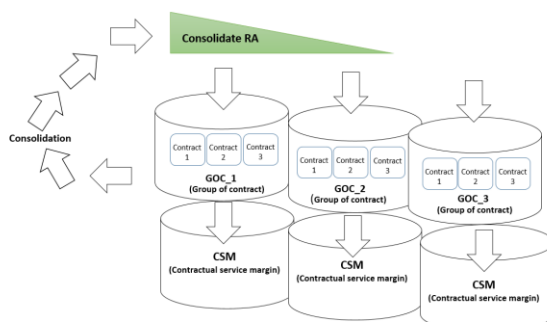 Consolidate RA
Consolidation
Contract Contract Contract
1 2 3
GOC_1
(Group of contract)
Contract Contract Contract
1 2 3
GOC_2
(Group of contract)
Contract Contract Contract
1 2 3
GOC_3
(Group of contract)
CSM
(Contractual service margin)
CSM
(Contractual service margin)
CSM
(Contractual service margin)